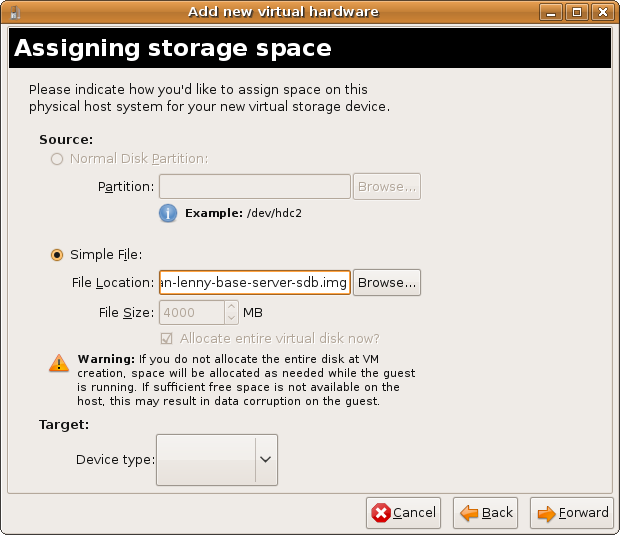 Add new virtual hardware
Assigning storage space
Please indicate how you'd like to assign space on this
physical host system for your new virtual storage device.
Source:
Normal Disk Partition:
Partition:
Browse...
Example: /dev/hdc2
Simple File:
File Location:
an-lenny-base-server-sdb.img
Browse...
File Size:
4000
MB
Allocate entire virtual disk now?
Warning: If you do not allocate the entire disk at VM
creation, space will be allocated as needed while the guest
is running. If sufficient free space is not available on the
host, this may result in data corruption on the guest.
Target:
Device type:
Cancel
Back
Forward